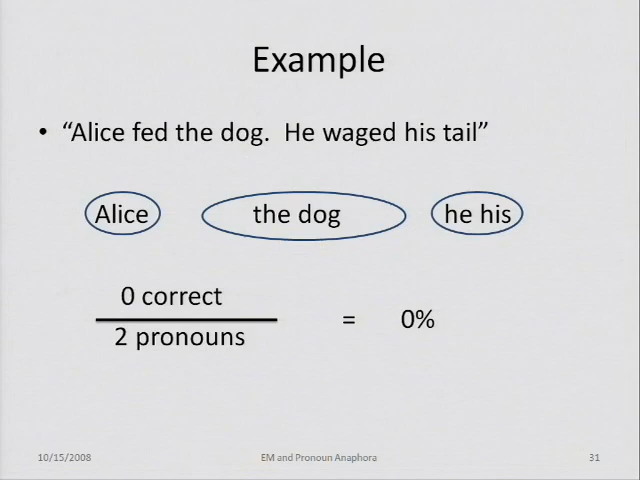 Example
• “Alice fed the dog.  He waged his tail”
Alice the dog he his
0 correct
2 pronouns
= 0%
10/15/2008 EM and Pronoun Anaphora 31